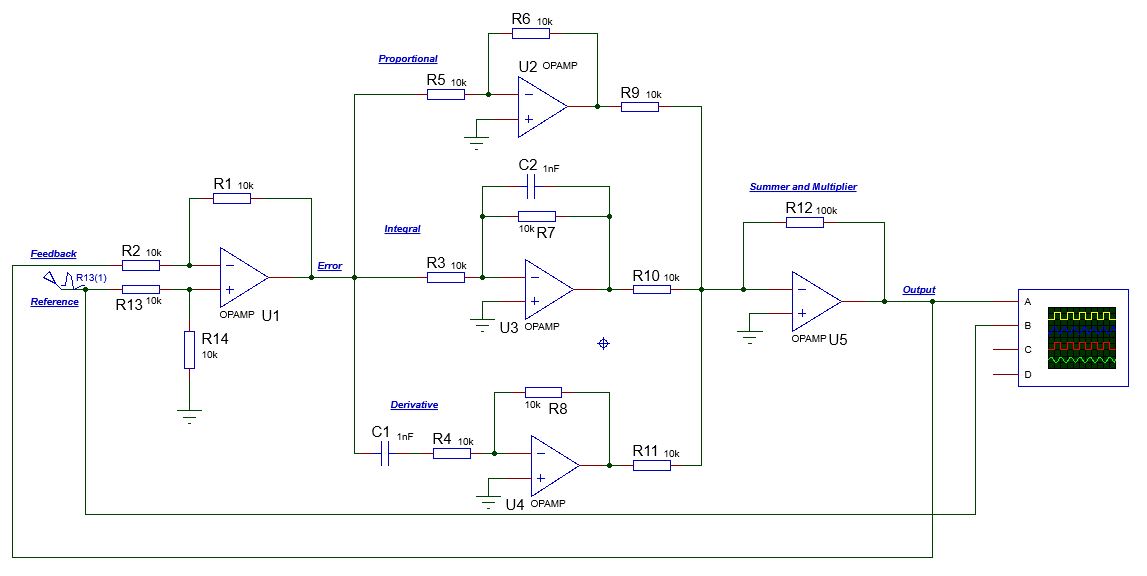 R6 10k
Proportional
U2 OPAMP
R5 10k
R9 10k
C2 1nF
Summer and Multiplier
R1 10k
R12 100k
Integral
10k R7
Feedback
R2 10k
Error
R3 10k
R10 10k
R13(1)
Reference
R13 10k
OPAMP U1
U3 OPAMP
Output
A
B
C
D
OPAMP U5
R14
10k
Derivative
10k R8
C1 1nF
R4 10k
R11 10k
U4 OPAMP